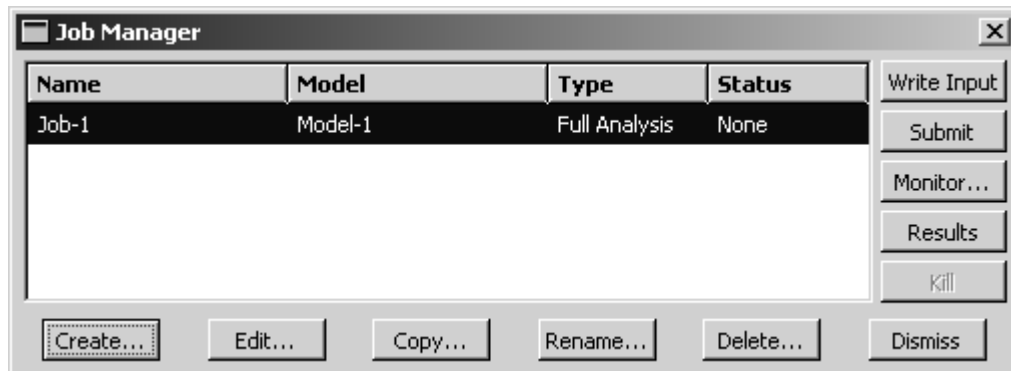 Job Manager
Name Model Type Status
Job-1 Model-1 Full Analysis None
Write Input
Submit
Monitor...
Results
Kill
Create... Edit... Copy... Rename... Delete... Dismiss